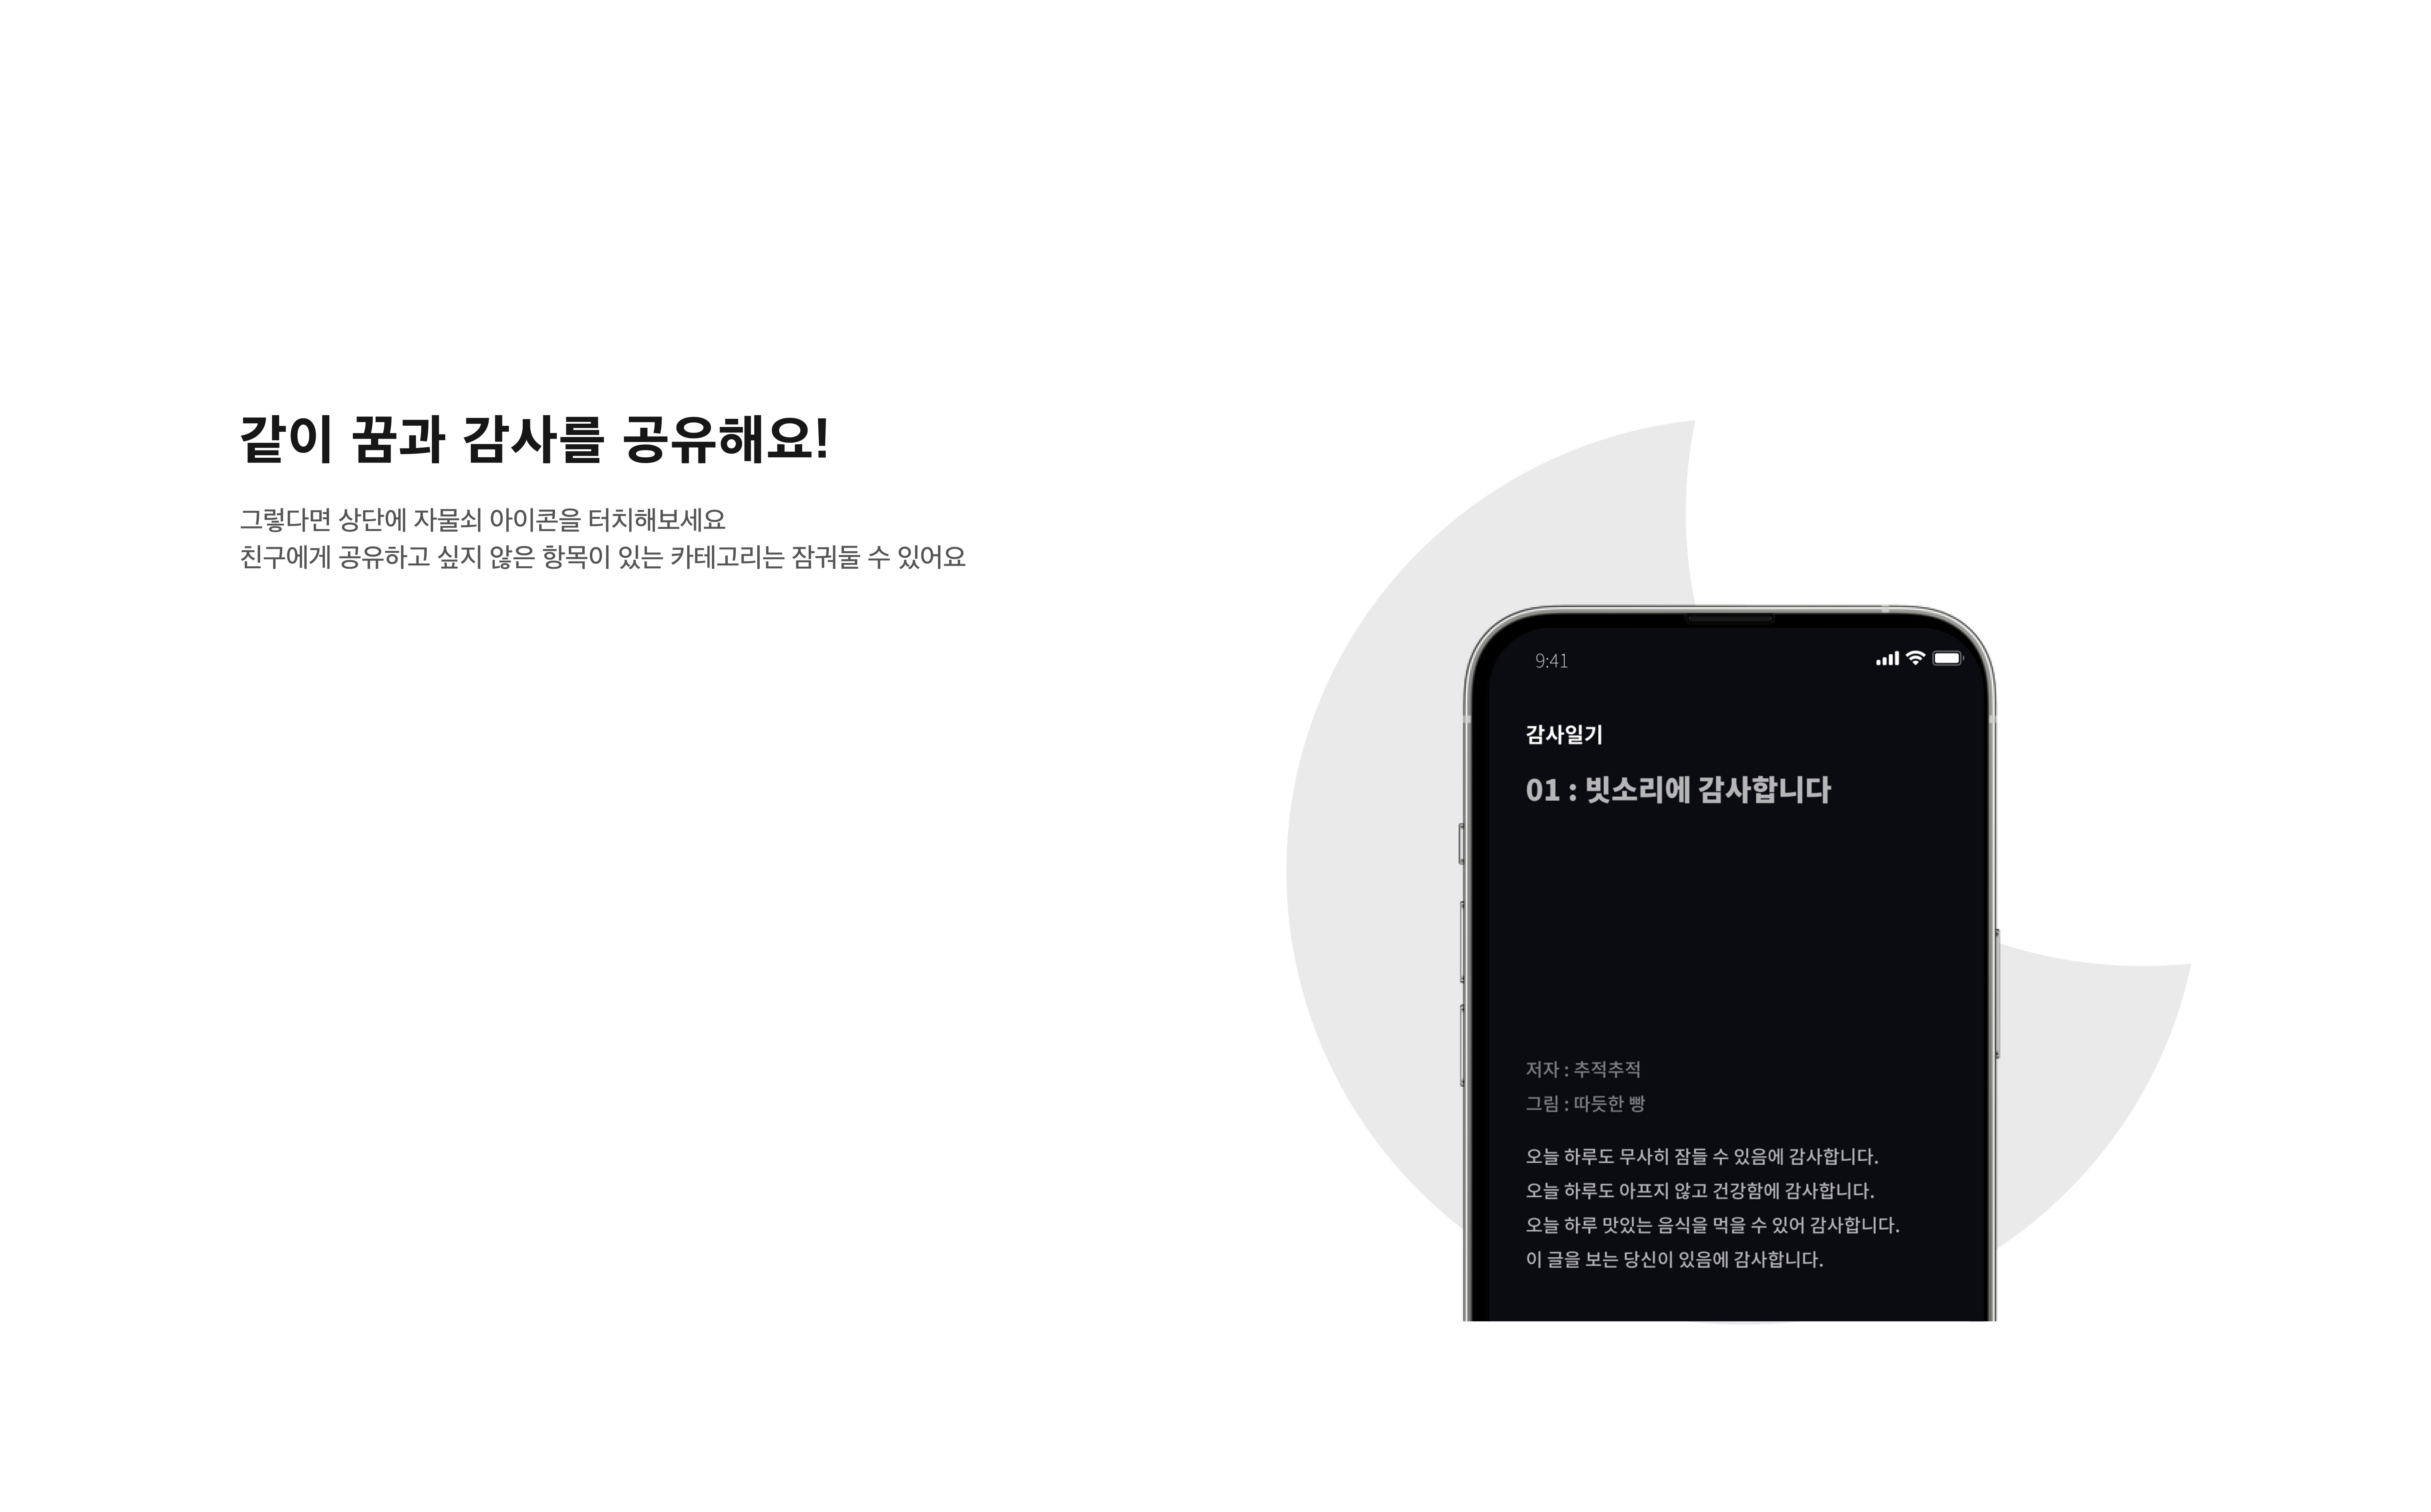 같이 꿈과 감사를 공유해요!
그렇다면 상단에 자물쇠 아이콘을 터치해보세요
친구에게 공유하고 싶지 않은 항목이 있는 카테고리는 잠궈둘 수 있어요
9:41
감사일기
01 : 빗소리에 감사합니다
저자 : 추적추적
그림 : 따듯한 빵
오늘 하루도 무사히 잠들 수 있음에 감사합니다.
오늘 하루도 아프지 않고 건강함에 감사합니다.
오늘 하루 맛있는 음식을 먹을 수 있어 감사합니다.
이 글을 보는 당신이 있음에 감사합니다.